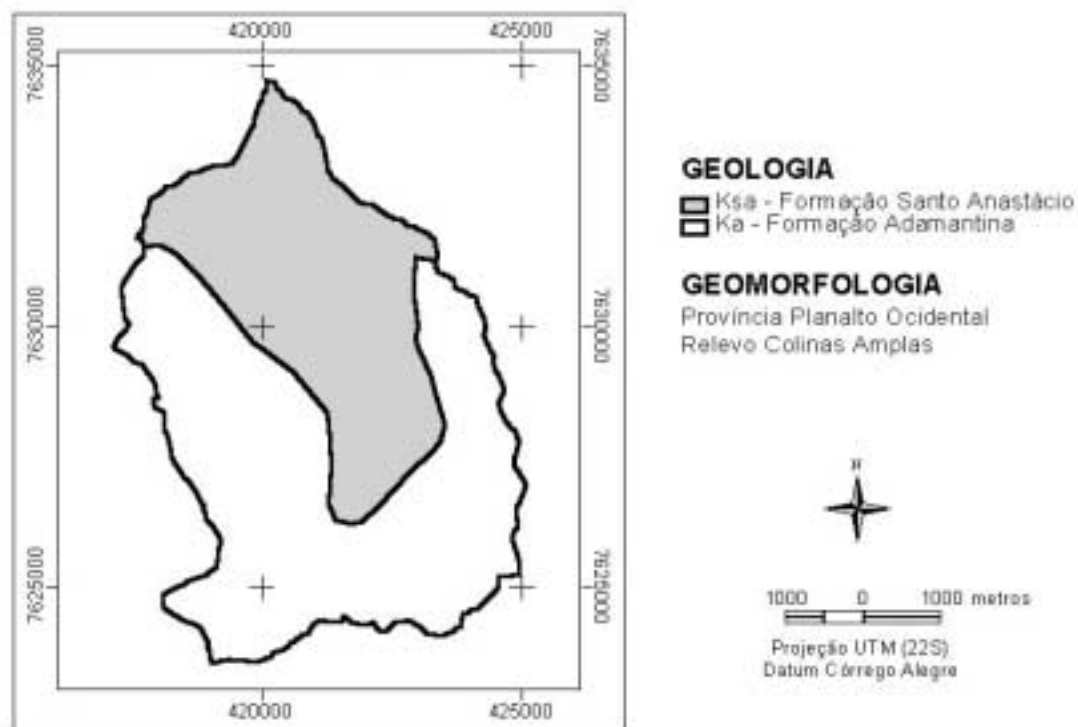 420000 425000
7635000 7635000
7630000 7630000
7625000 7625000
420000 425000
GEOLOGIA
Ksa - Formação Santo Anastácio
Ka - Formação Adamantina
GEOMORFOLOGIA
Província Planalto Ocidental
Relevo Colinas Amplas
N
1000 0 1000 metros
Projeção UTM (22S)
Datum Córrego Alegre